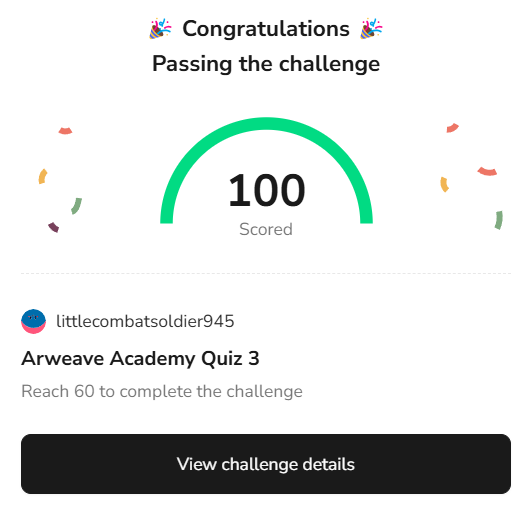 🎉 Congratulations 🎉
Passing the challenge
100
Scored
littlecombatsoldier945
Arweave Academy Quiz 3
Reach 60 to complete the challenge
View challenge details